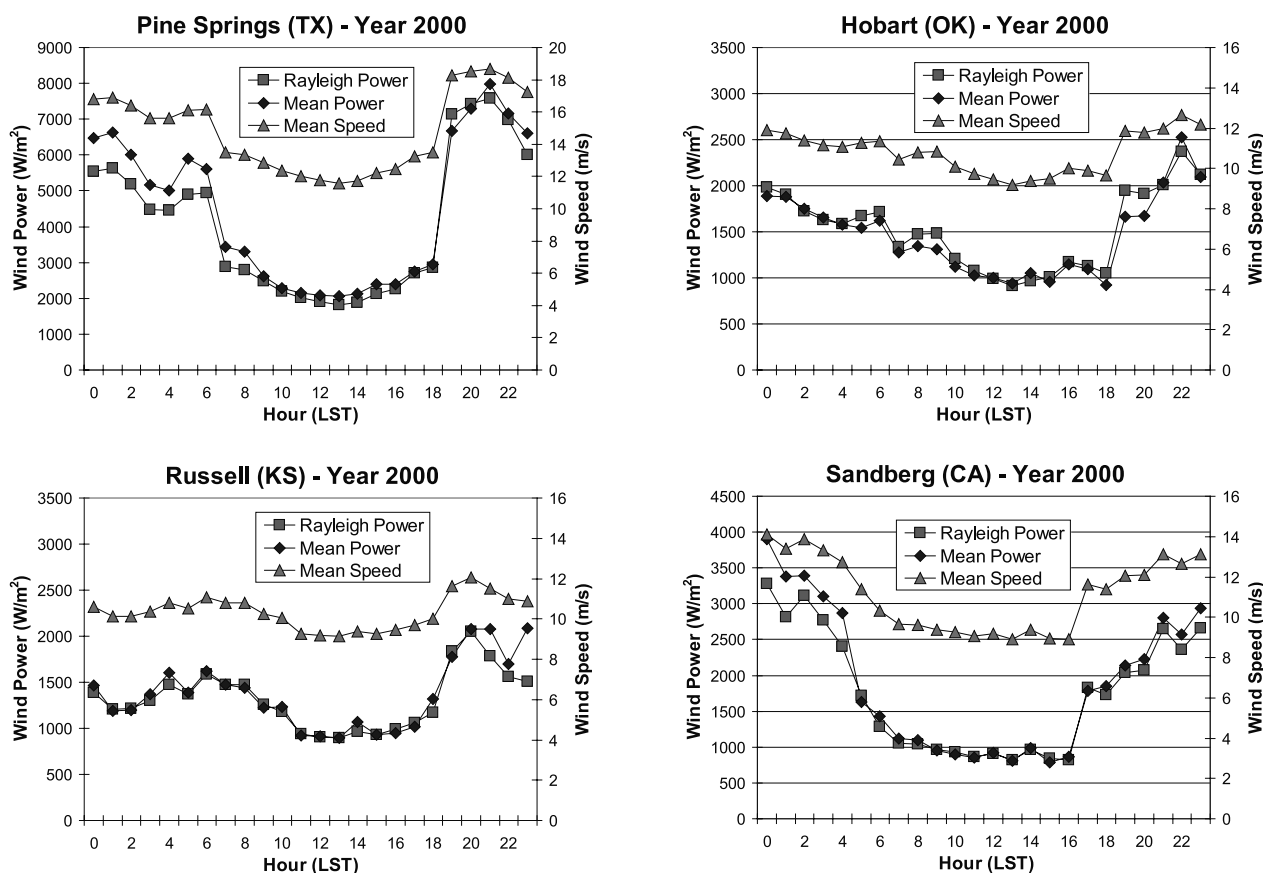 Pine Springs (TX) - Year 2000
Wind Power (W/m²)
9000
8000
7000
6000
5000
4000
3000
2000
1000
0
Rayleigh Power
Mean Power
Mean Speed
20
18
16
14
12
10
8
6
4
2
0
Wind Speed (m/s)
0 2 4 6 8 10 12 14 16 18 20 22
Hour (LST)
Hobart (OK) - Year 2000
Wind Power (W/m²)
3500
3000
2500
2000
1500
1000
500
0
Rayleigh Power
Mean Power
Mean Speed
16
14
12
10
8
6
4
2
0
Wind Speed (m/s)
0 2 4 6 8 10 12 14 16 18 20 22
Hour (LST)
Russell (KS) - Year 2000
Wind Power (W/m²)
3500
3000
2500
2000
1500
1000
500
0
Rayleigh Power
Mean Power
Mean Speed
16
14
12
10
8
6
4
2
0
Wind Speed (m/s)
0 2 4 6 8 10 12 14 16 18 20 22
Hour (LST)
Sandberg (CA) - Year 2000
Wind Power (W/m²)
4500
4000
3500
3000
2500
2000
1500
1000
500
0
Rayleigh Power
Mean Power
Mean Speed
16
14
12
10
8
6
4
2
0
Wind Speed (m/s)
0 2 4 6 8 10 12 14 16 18 20 22
Hour (LST)